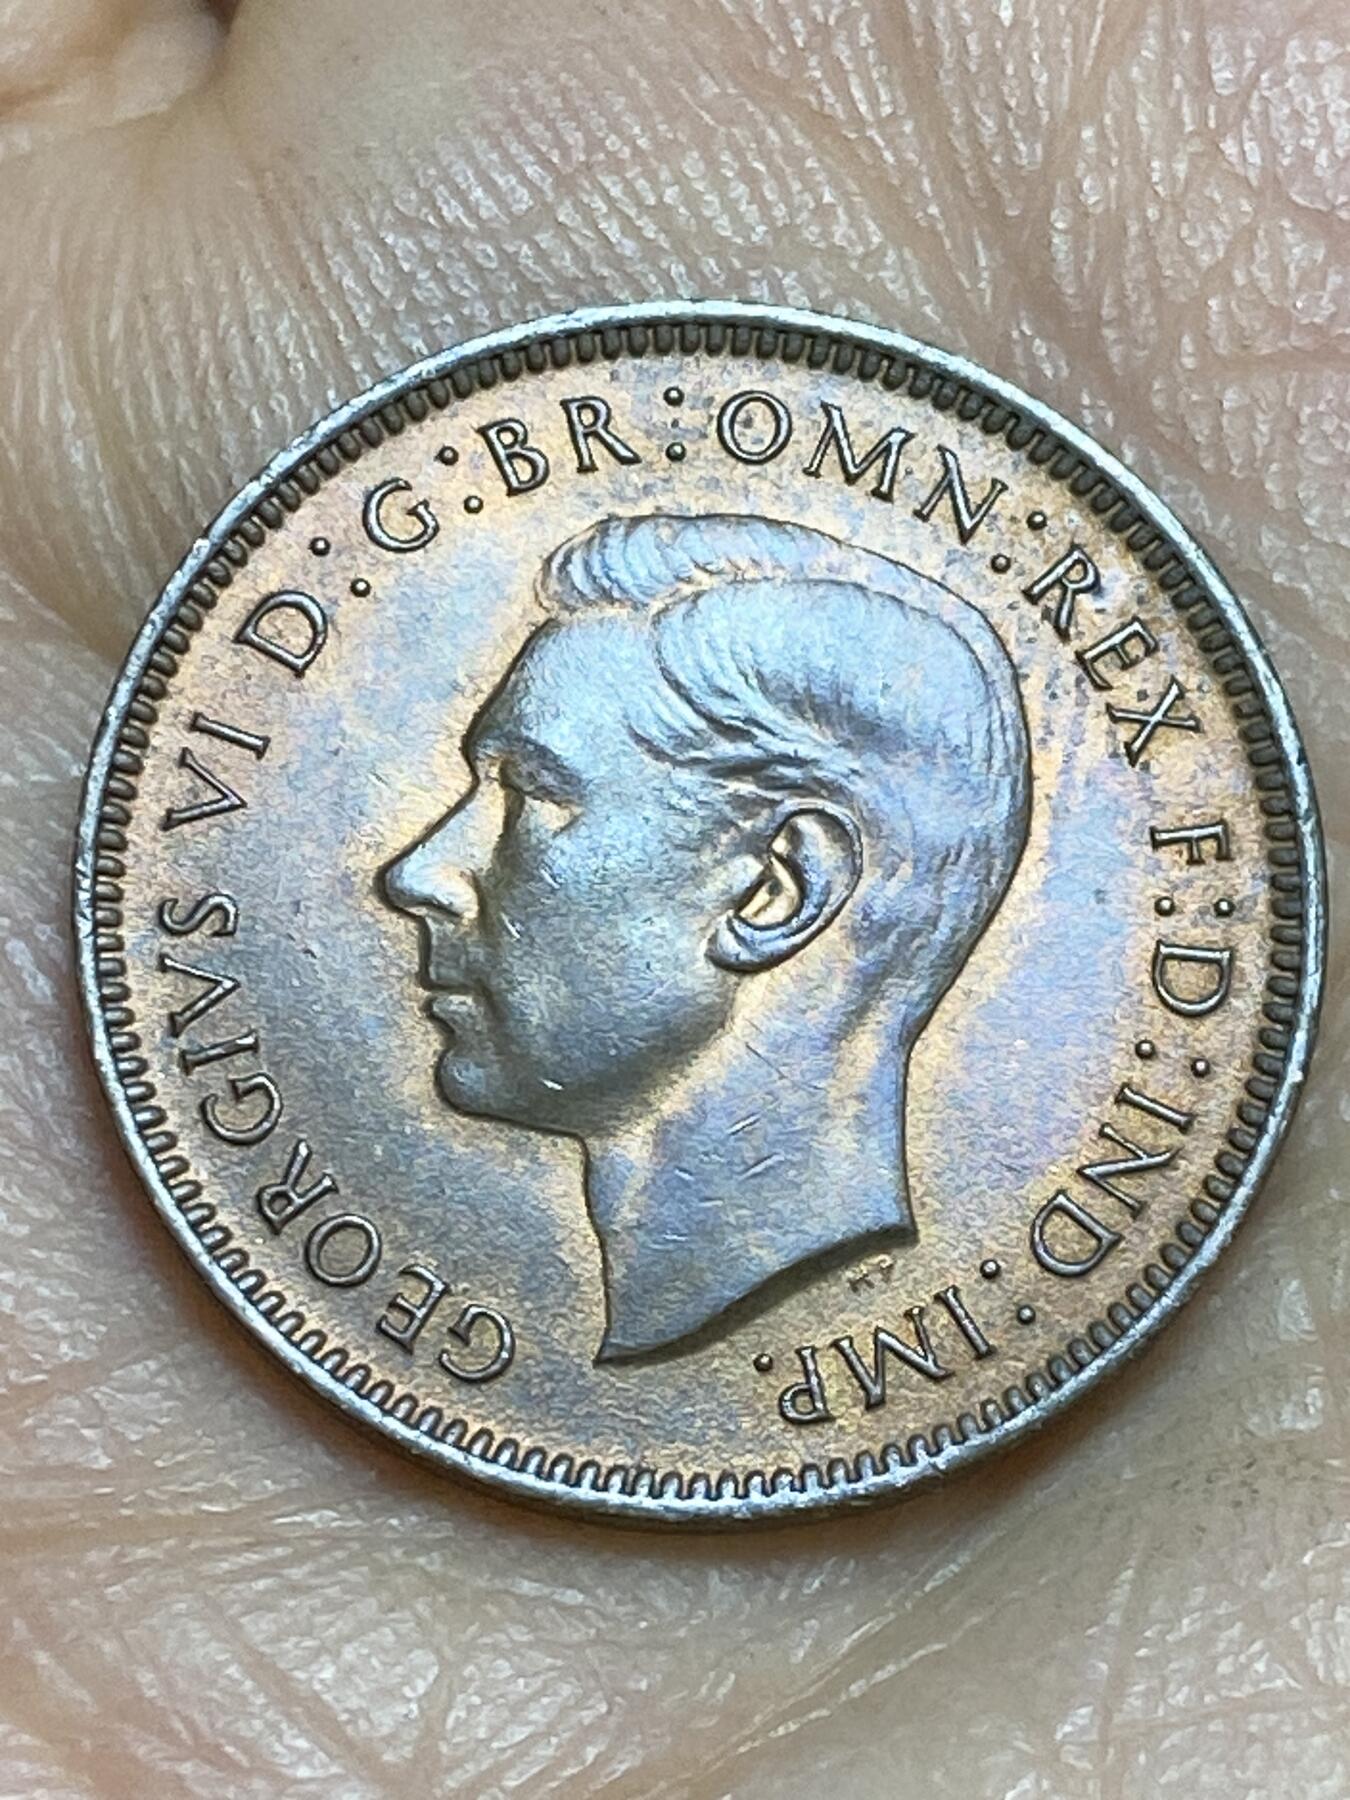 GEORGIVS VI D : G : BR : OMN : REX F : D : IND : IMP.
HP